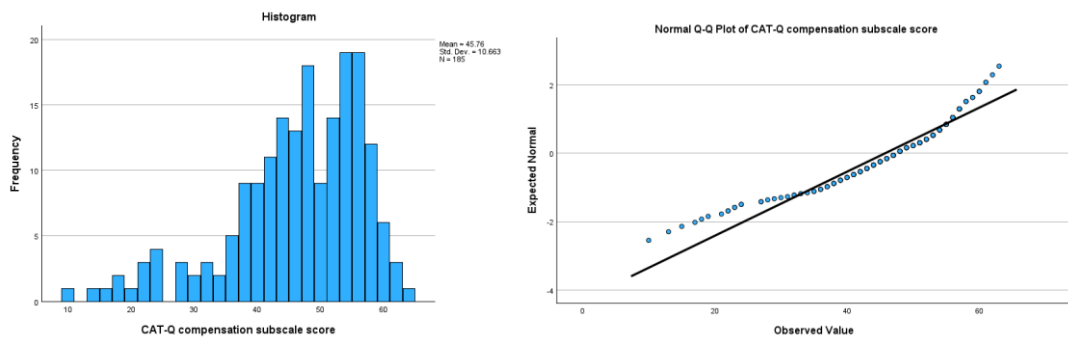 Histogram
Mean = 45.76
Std. Dev. = 10.663
N = 185
20
15
10
5
0
Frequency
10 20 30 40 50 60
CAT-Q compensation subscale score
Normal Q-Q Plot of CAT-Q compensation subscale score
2
0
-2
-4
Expected Normal
0 20 40 60
Observed Value